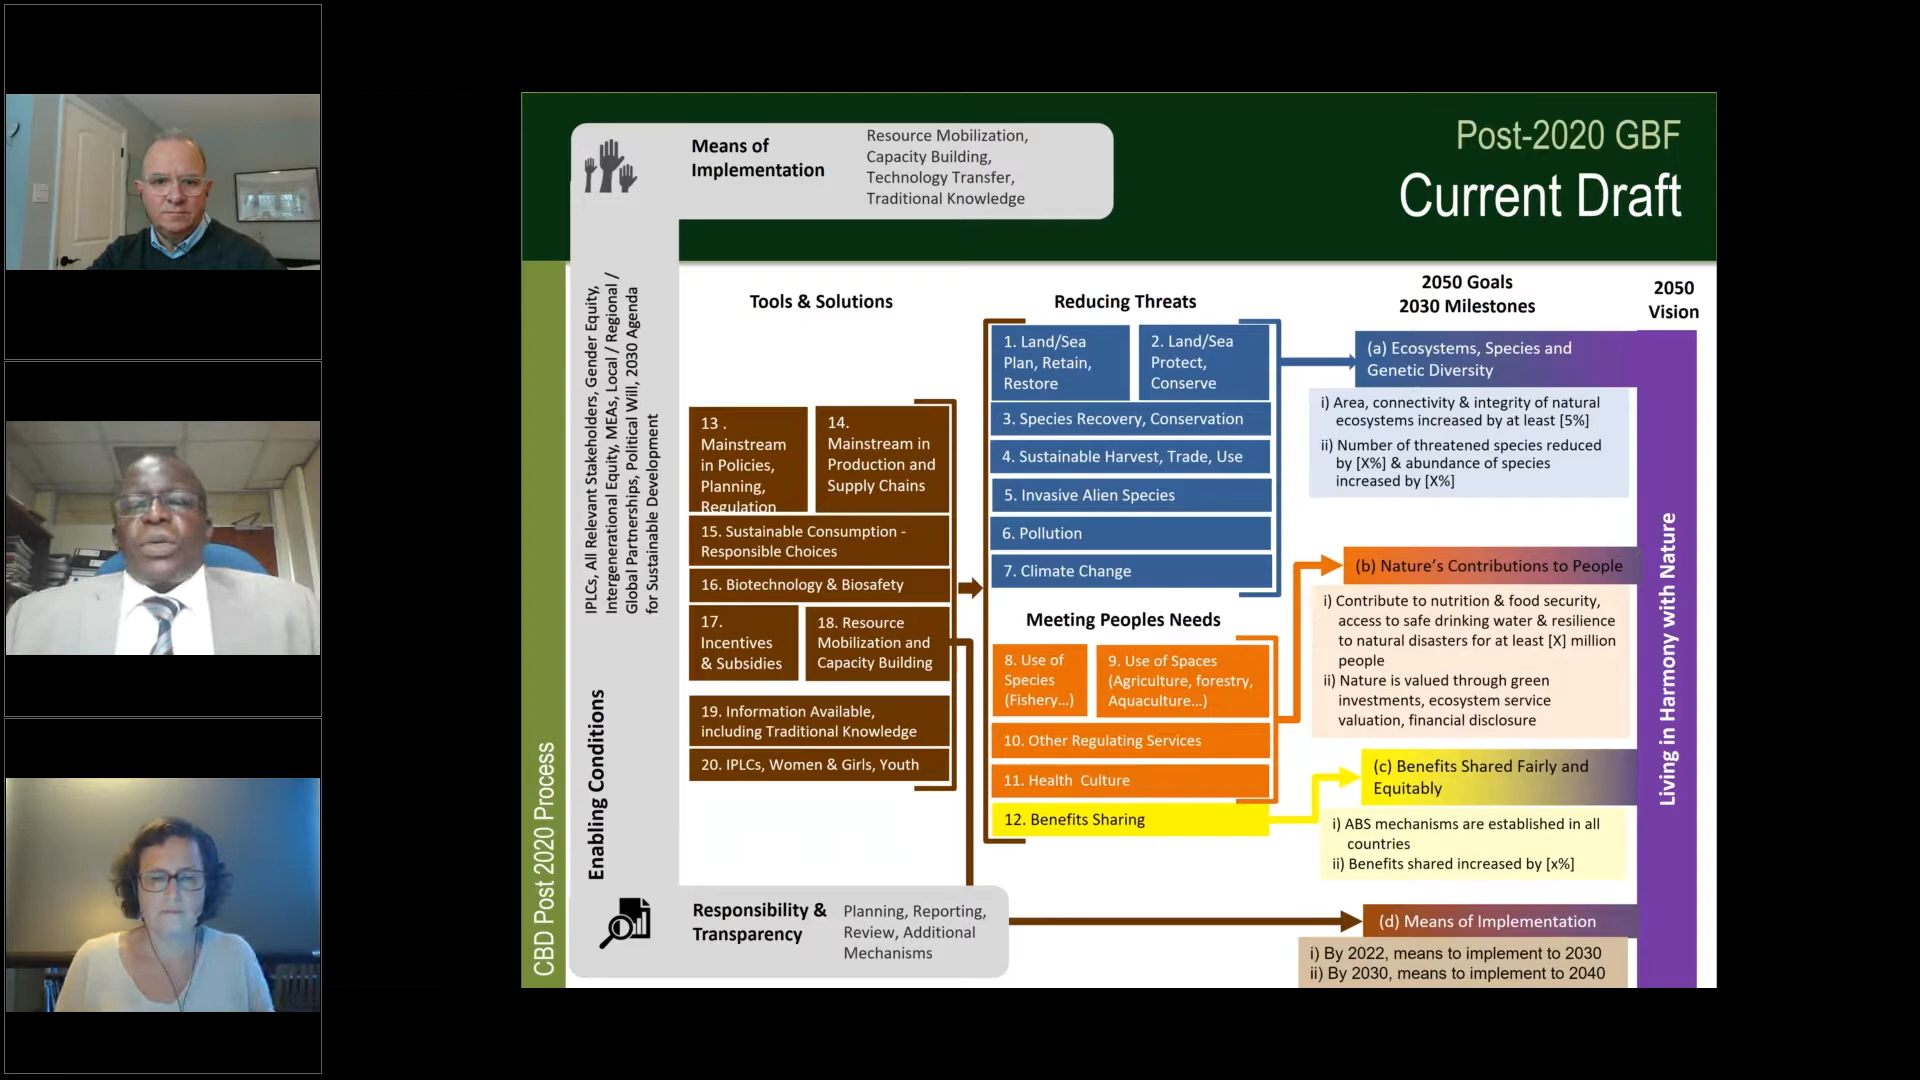 Post-2020 GBF
Current Draft
Means of
Implementation
Resource Mobilization,
Capacity Building,
Technology Transfer,
Traditional Knowledge
CBD Post 2020 Process
Enabling Conditions
IPLCs, All Relevant Stakeholders, Gender Equity,
Intergenerational Equity, MEAs, Local / Regional /
Global Partnerships, Political Will, 2030 Agenda
for Sustainable Development
Tools & Solutions
13 .
Mainstream
in Policies,
Planning,
Regulation
14.
Mainstream in
Production and
Supply Chains
15. Sustainable Consumption -
Responsible Choices
16. Biotechnology & Biosafety
17.
Incentives
& Subsidies
18. Resource
Mobilization and
Capacity Building
19. Information Available,
including Traditional Knowledge
20. IPLCs, Women & Girls, Youth
Reducing Threats
1. Land/Sea
Plan, Retain,
Restore
2. Land/Sea
Protect,
Conserve
3. Species Recovery, Conservation
4. Sustainable Harvest, Trade, Use
5. Invasive Alien Species
6. Pollution
7. Climate Change
Meeting Peoples Needs
8. Use of
Species
(Fishery...)
9. Use of Spaces
(Agriculture, forestry,
Aquaculture...)
10. Other Regulating Services
11. Health Culture
12. Benefits Sharing
2050 Goals
2030 Milestones
(a) Ecosystems, Species and
Genetic Diversity
i) Area, connectivity & integrity of natural
ecosystems increased by at least [5%]
ii) Number of threatened species reduced
by [X%] & abundance of species
increased by [X%]
(b) Nature's Contributions to People
i) Contribute to nutrition & food security,
access to safe drinking water & resilience
to natural disasters for at least [X] million
people
ii) Nature is valued through green
investments, ecosystem service
valuation, financial disclosure
(c) Benefits Shared Fairly and
Equitably
i) ABS mechanisms are established in all
countries
ii) Benefits shared increased by [x%]
(d) Means of Implementation
i) By 2022, means to implement to 2030
ii) By 2030, means to implement to 2040
2050
Vision
Living in Harmony with Nature
Responsibility &
Transparency
Planning, Reporting,
Review, Additional
Mechanisms